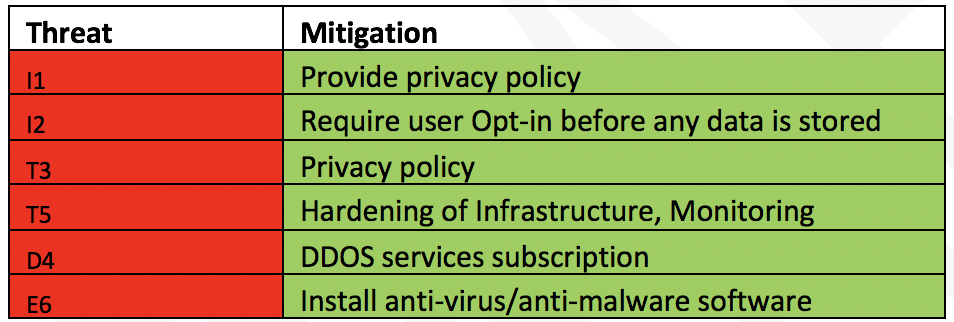 Threat Mitigation
I1 Provide privacy policy
I2 Require user Opt-in before any data is stored
T3 Privacy policy
T5 Hardening of Infrastructure, Monitoring
D4 DDOS services subscription
E6 Install anti-virus/anti-malware software